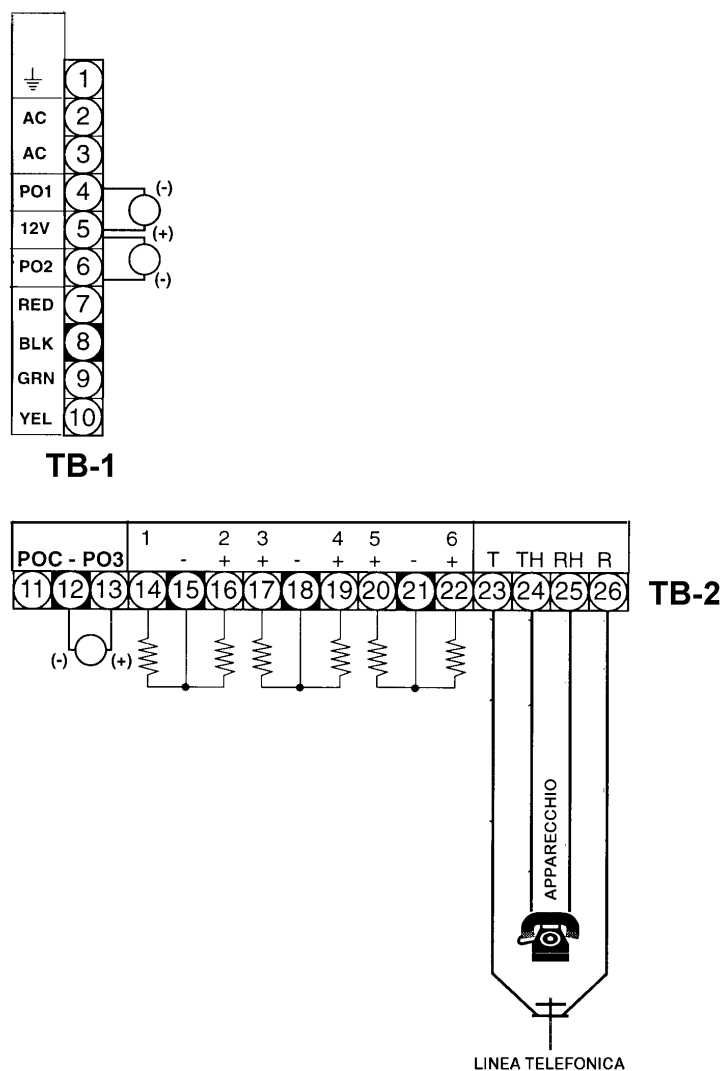 1
AC 2
AC 3
PO1 4 (-)
12V 5 (+)
PO2 6 (-)
RED 7
BLK 8
GRN 9
YEL 10
TB-1
1 2 3 4 5 6
- + + - + + - +
POC - PO3 T TH RH R
11 12 13 14 15 16 17 18 19 20 21 22 23 24 25 26 TB-2
(-) (+)
APPARECCHIO
LINEA TELEFONICA